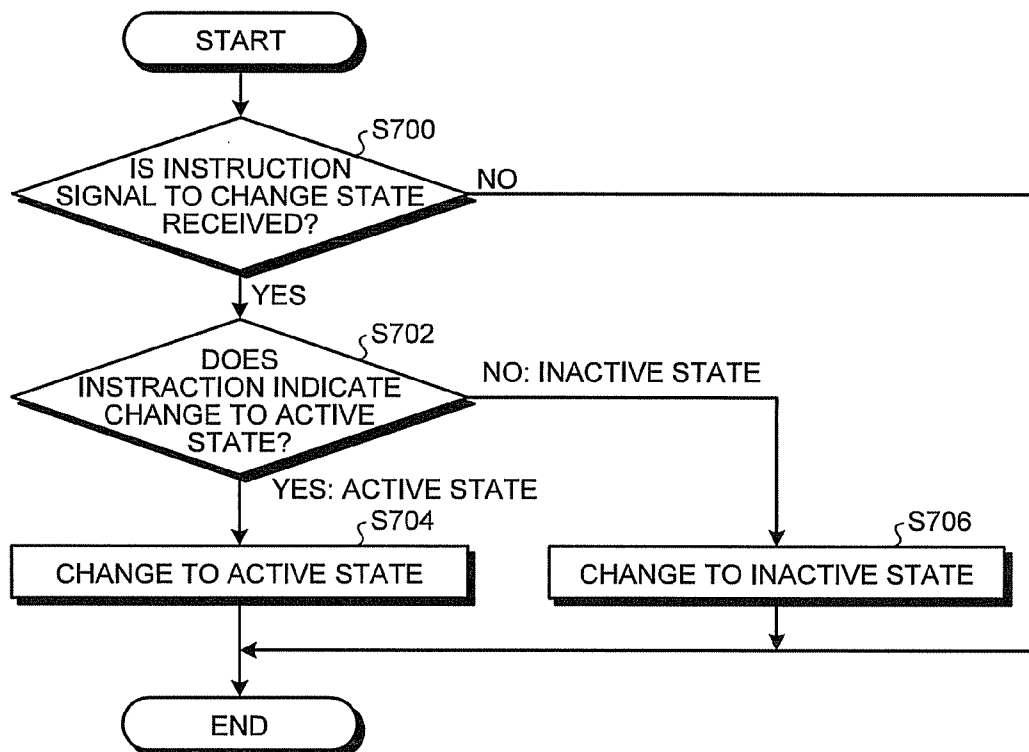 START
S700
IS INSTRUCTION
SIGNAL TO CHANGE STATE
RECEIVED?
NO
YES
S702
DOES
INSTRACTION INDICATE
CHANGE TO ACTIVE
STATE?
NO: INACTIVE STATE
YES: ACTIVE STATE
S704
CHANGE TO ACTIVE STATE
S706
CHANGE TO INACTIVE STATE
END